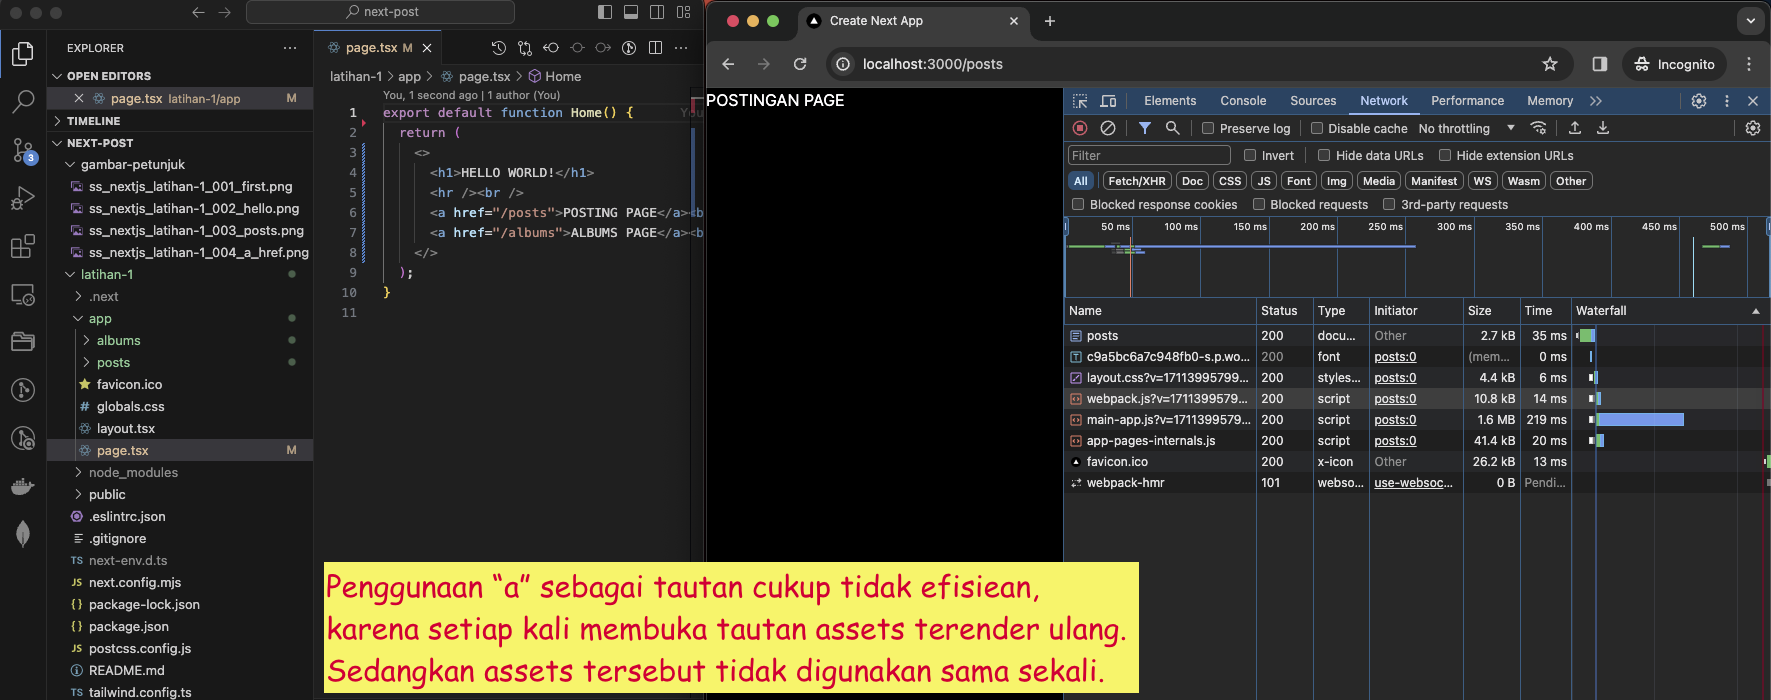 next-post
EXPLORER
OPEN EDITORS
page.tsx latihan-1/app M
TIMELINE
NEXT-POST
gambar-petunjuk
ss_nextjs_latihan-1_001_first.png
ss_nextjs_latihan-1_002_hello.png
ss_nextjs_latihan-1_003_posts.png
ss_nextjs_latihan-1_004_a_href.png
latihan-1
.next
app
albums
posts
favicon.ico
# globals.css
layout.tsx
page.tsx M
node_modules
public
.eslintrc.json
.gitignore
TS next-env.d.ts
JS next.config.mjs
{} package-lock.json
{} package.json
JS postcss.config.js
README.md
TS tailwind.config.ts
3
page.tsx M
latihan-1 > app > page.tsx > Home
You, 1 second ago | 1 author (You)
1 export default function Home() { You
2 return (
3 <>
4 <h1>HELLO WORLD!</h1>
5 <hr /><br />
6 <a href="/posts">POSTING PAGE</a><b
7 <a href="/albums">ALBUMS PAGE</a><b
8 </>
9 );
10 }
11
Create Next App
localhost:3000/posts
Incognito
POSTINGAN PAGE
Elements Console Sources Network Performance Memory
Preserve log Disable cache No throttling
Filter Invert Hide data URLs Hide extension URLs
All Fetch/XHR Doc CSS JS Font Img Media Manifest WS Wasm Other
Blocked response cookies Blocked requests 3rd-party requests
50 ms 100 ms 150 ms 200 ms 250 ms 300 ms 350 ms 400 ms 450 ms 500 ms
Name Status Type Initiator Size Time Waterfall
posts 200 docu... Other 2.7 kB 35 ms
c9a5bc6a7c948fb0-s.p.wo... 200 font posts:0 (mem... 0 ms
layout.css?v=17113995799... 200 styles... posts:0 4.4 kB 6 ms
webpack.js?v=1711399579... 200 script posts:0 10.8 kB 14 ms
main-app.js?v=1711399579... 200 script posts:0 1.6 MB 219 ms
app-pages-internals.js 200 script posts:0 41.4 kB 20 ms
favicon.ico 200 x-icon Other 26.2 kB 13 ms
webpack-hmr 101 webso... use-websoc... 0 B Pendi...
Penggunaan “a” sebagai tautan cukup tidak efisiean,
karena setiap kali membuka tautan assets terender ulang.
Sedangkan assets tersebut tidak digunakan sama sekali.